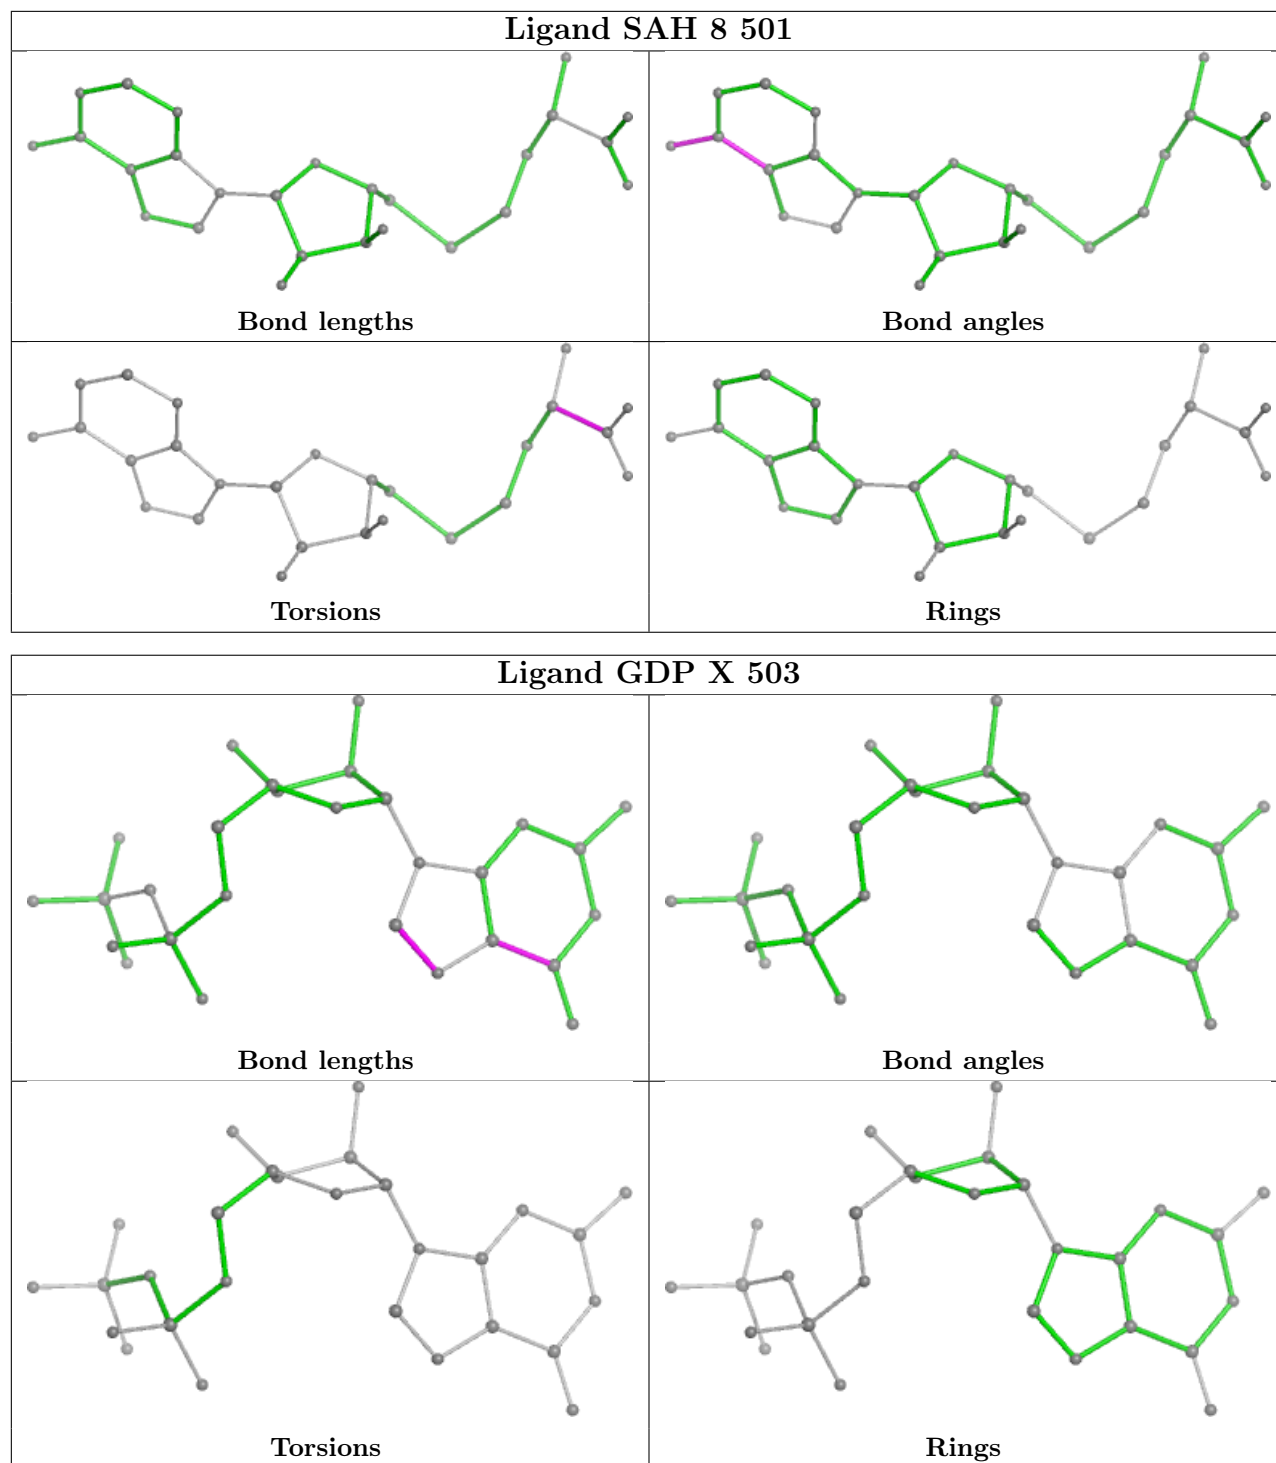 Ligand SAH 8 501
Bond lengths
Bond angles
Torsions
Rings
Ligand GDP X 503
Bond lengths
Bond angles
Torsions
Rings